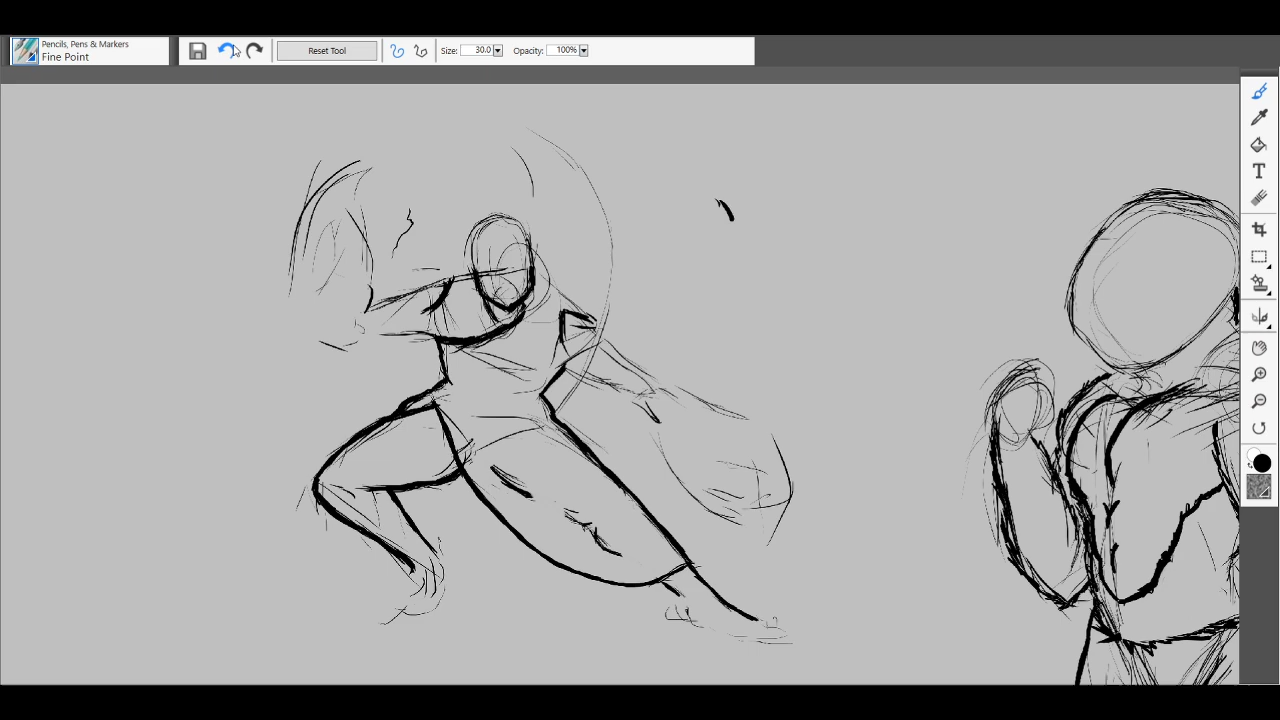 Pencils, Pens & Markers
Fine Point
Reset Tool
Size: 30.0
Opacity: 100%
T